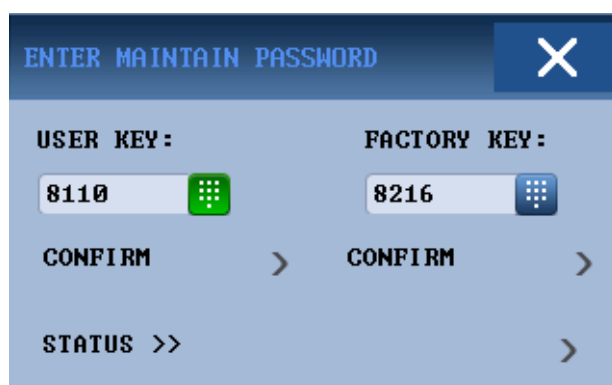 ENTER MAINTAIN PASSWORD
USER KEY: FACTORY KEY:
8110 8216
CONFIRM CONFIRM
STATUS >>